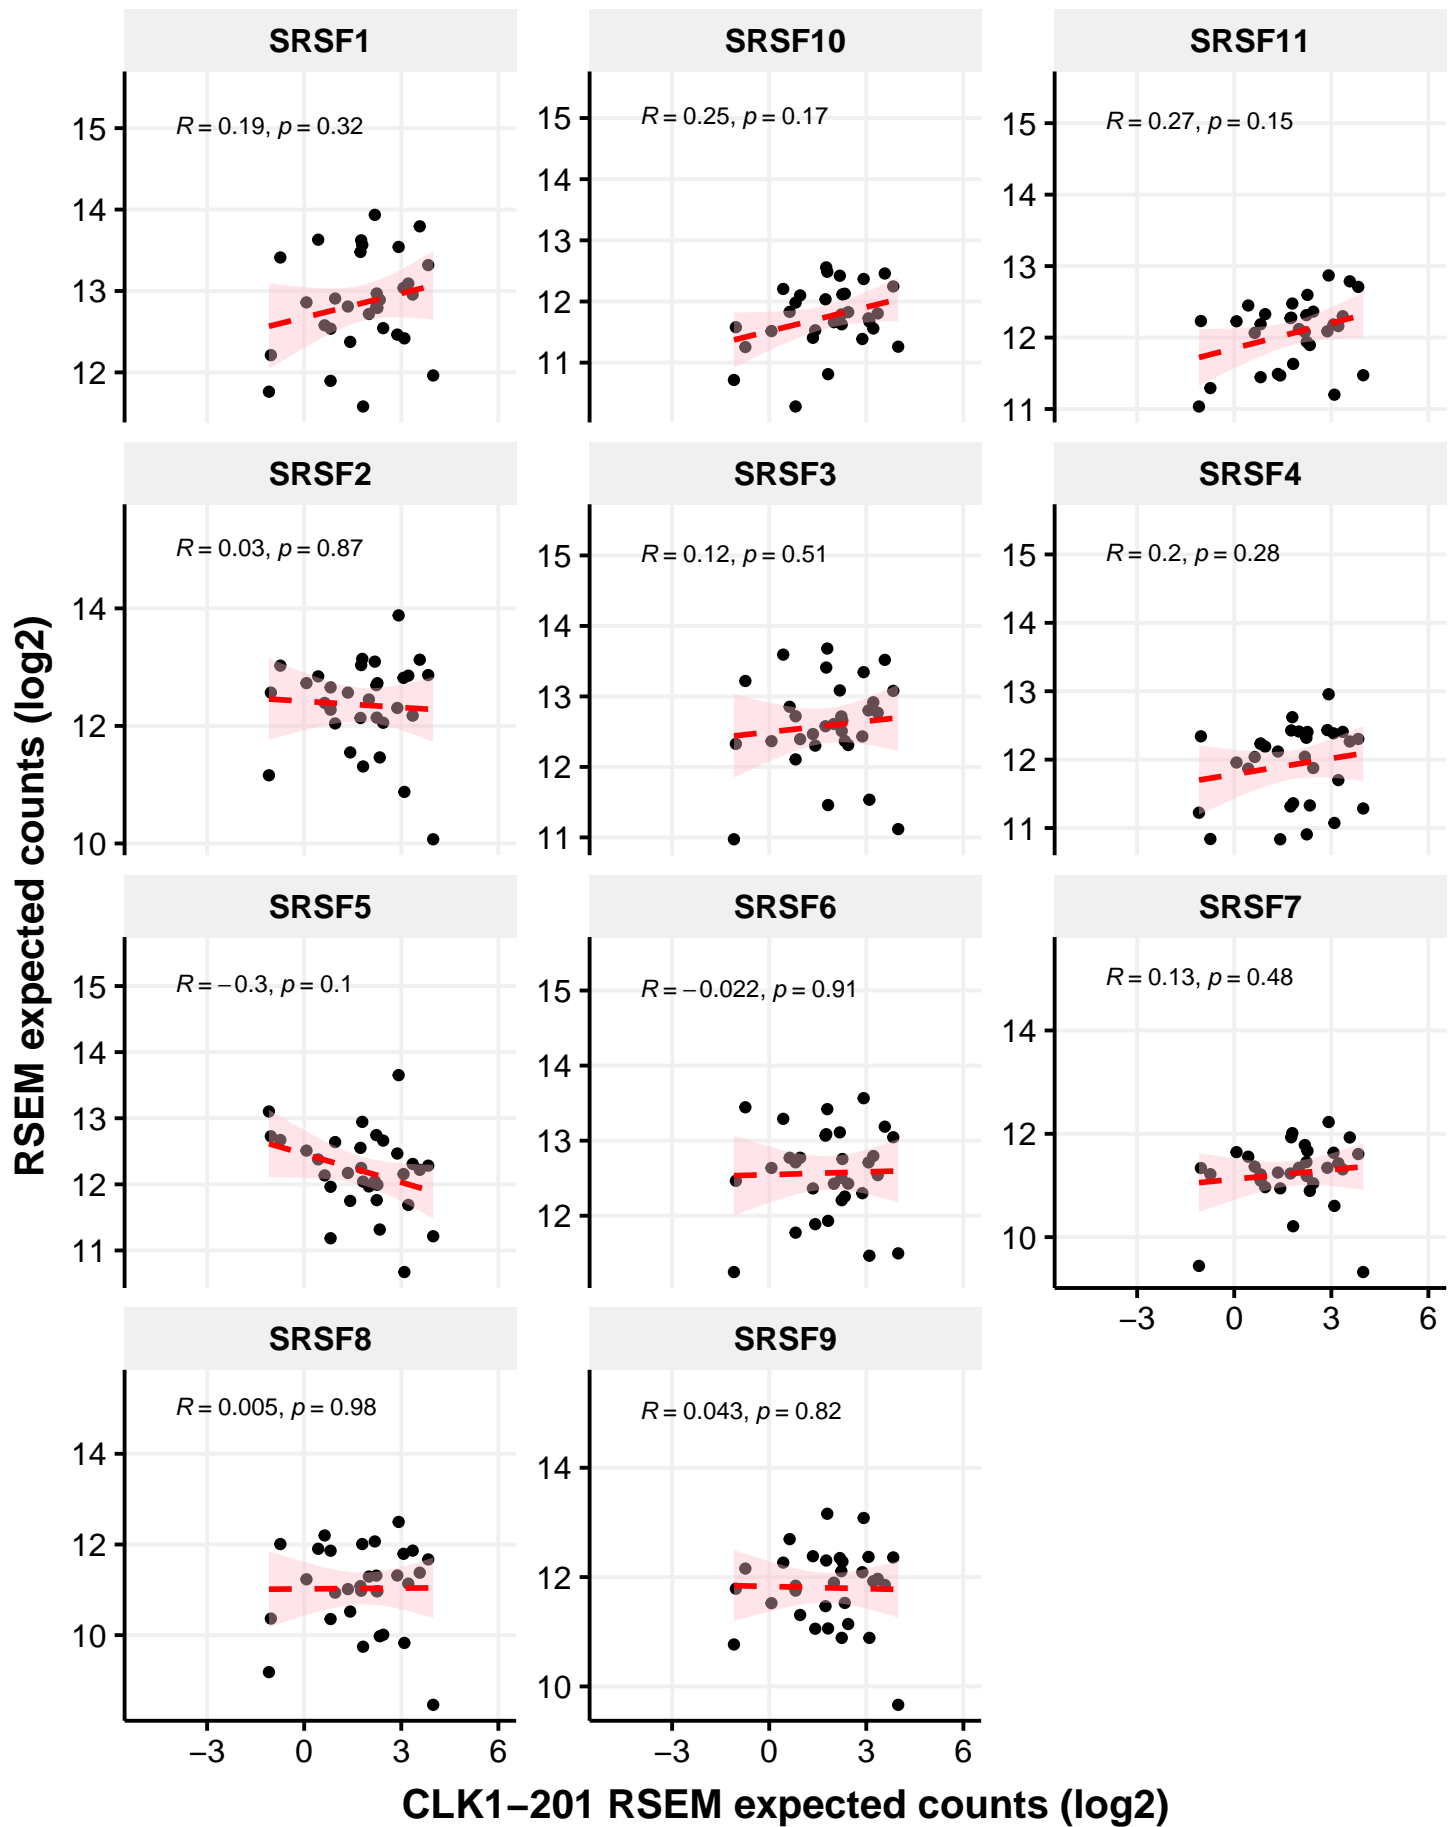 SRSF1
SRSF10
SRSF11
R = 0.19, p = 0.32
R = 0.25, p = 0.17
R = 0.27, p = 0.15
15
14
13
12
15
14
13
12
11
15
14
13
12
11
SRSF2
SRSF3
SRSF4
R = 0.03, p = 0.87
R = 0.12, p = 0.51
R = 0.2, p = 0.28
14
12
10
15
14
13
12
11
15
14
13
12
11
RSEM expected counts (log2)
SRSF5
SRSF6
SRSF7
R = −0.3, p = 0.1
R = −0.022, p = 0.91
R = 0.13, p = 0.48
15
14
13
12
11
15
14
13
12
14
12
10
−3 0 3 6
SRSF8
SRSF9
R = 0.005, p = 0.98
R = 0.043, p = 0.82
14
12
10
14
12
10
−3 0 3 6
−3 0 3 6
CLK1−201 RSEM expected counts (log2)